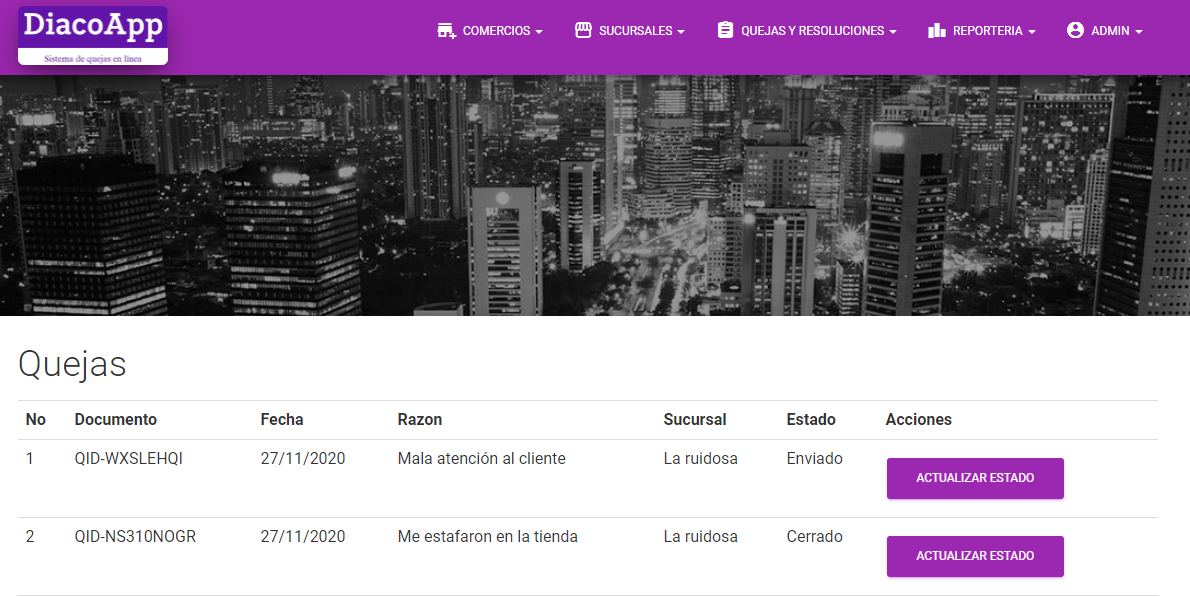 DiacoApp
Sistema de quejas en linea
COMERCIOS SUCURSALES QUEJAS Y RESOLUCIONES REPORTERIA ADMIN
Quejas
No Documento Fecha Razon Sucursal Estado Acciones
1 QID-WXSLEHQI 27/11/2020 Mala atención al cliente La ruidosa Enviado ACTUALIZAR ESTADO
2 QID-NS310NOGR 27/11/2020 Me estafaron en la tienda La ruidosa Cerrado ACTUALIZAR ESTADO